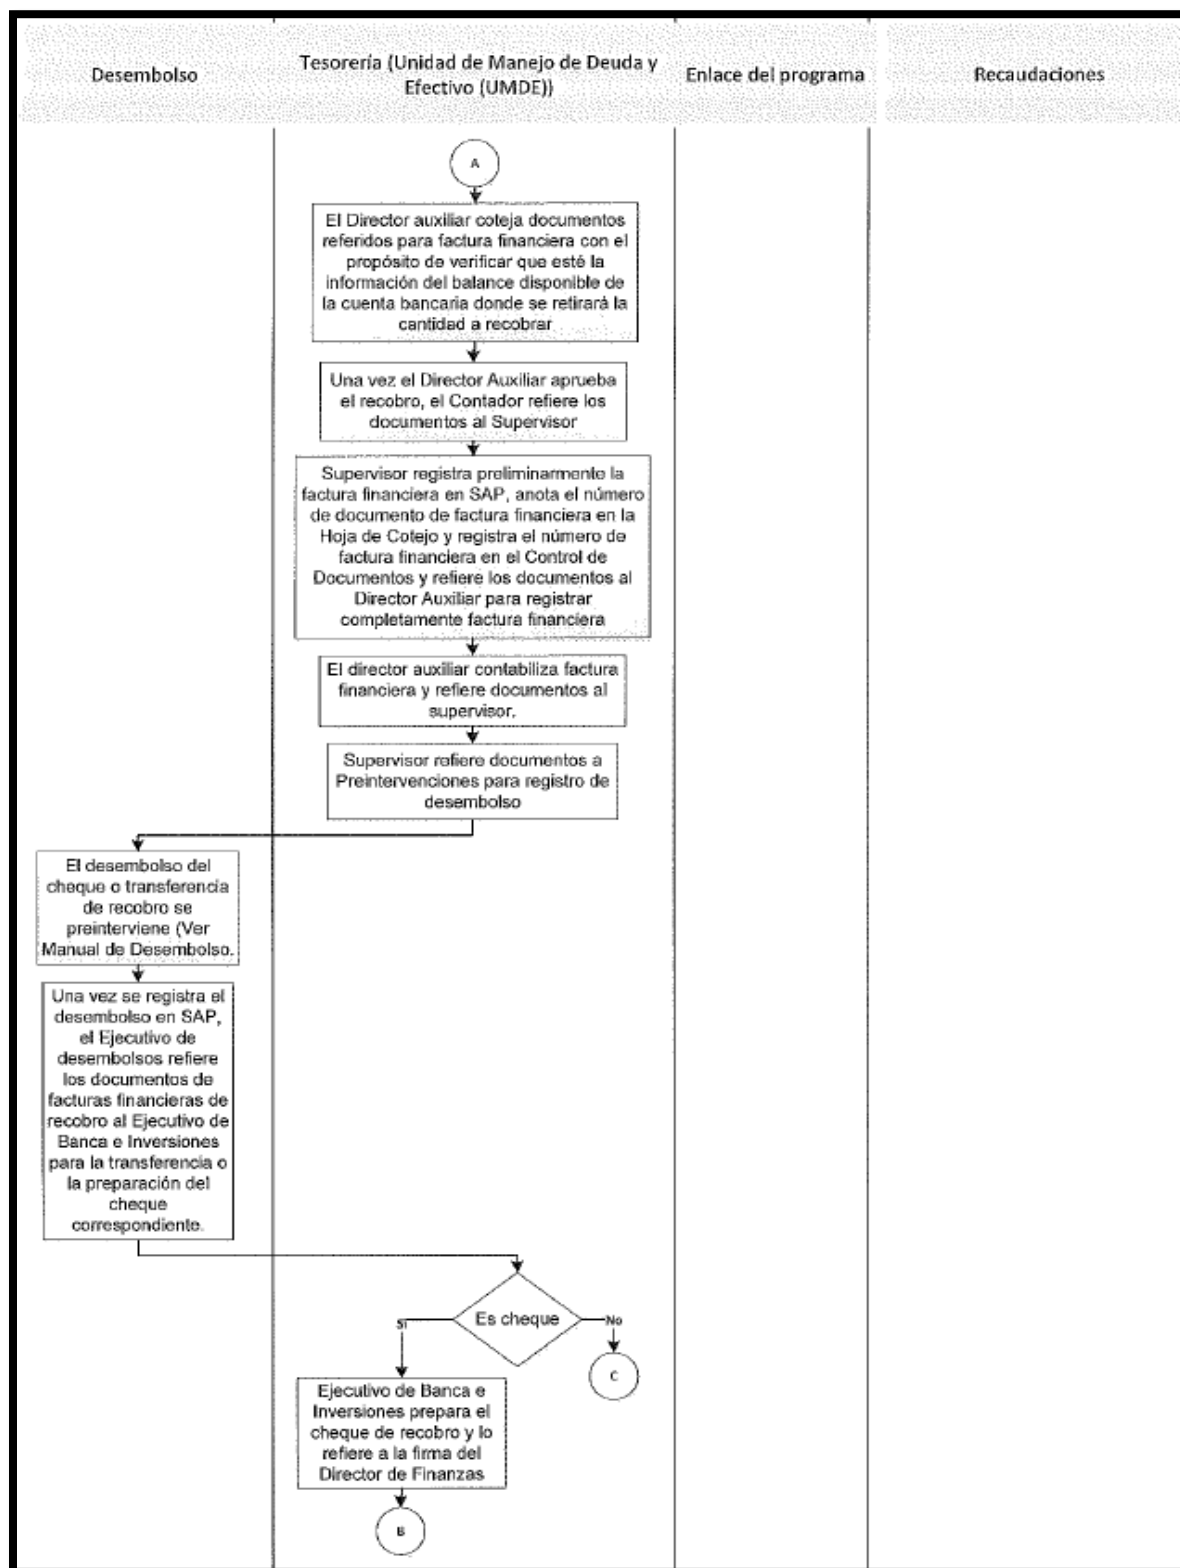 Desembolso
Tesorería (Unidad de Manejo de Deuda y
Efectivo (UMDE))
Enlace del programa
Recaudaciones
A
El Director auxiliar coteja documentos
referidos para factura financiera con el
propósito de verificar que esté la
información del balance disponible de
la cuenta bancaria donde se retirará la
cantidad a recobrar
Una vez el Director Auxiliar aprueba
el recobro, el Contador refiere los
documentos al Supervisor
Supervisor registra preliminarmente la
factura financiera en SAP, anota el número
de documento de factura financiera en la
Hoja de Cotejo y registra el número de
factura financiera en el Control de
Documentos y refiere los documentos al
Director Auxiliar para registrar
completamente factura financiera
El director auxiliar contabiliza factura
financiera y refiere documentos al
supervisor.
Supervisor refiere documentos a
Preintervenciones para registro de
desembolso
El desembolso del
cheque o transferencia
de recobro se
preinterviene (Ver
Manual de Desembolso.
Una vez se registra el
desembolso en SAP,
el Ejecutivo de
desembolsos refiere
los documentos de
facturas financieras de
recobro al Ejecutivo de
Banca e Inversiones
para la transferencia o
la preparación del
cheque
correspondiente.
Es cheque
Sí
No
C
Ejecutivo de Banca e
Inversiones prepara el
cheque de recobro y lo
refiere a la firma del
Director de Finanzas
B